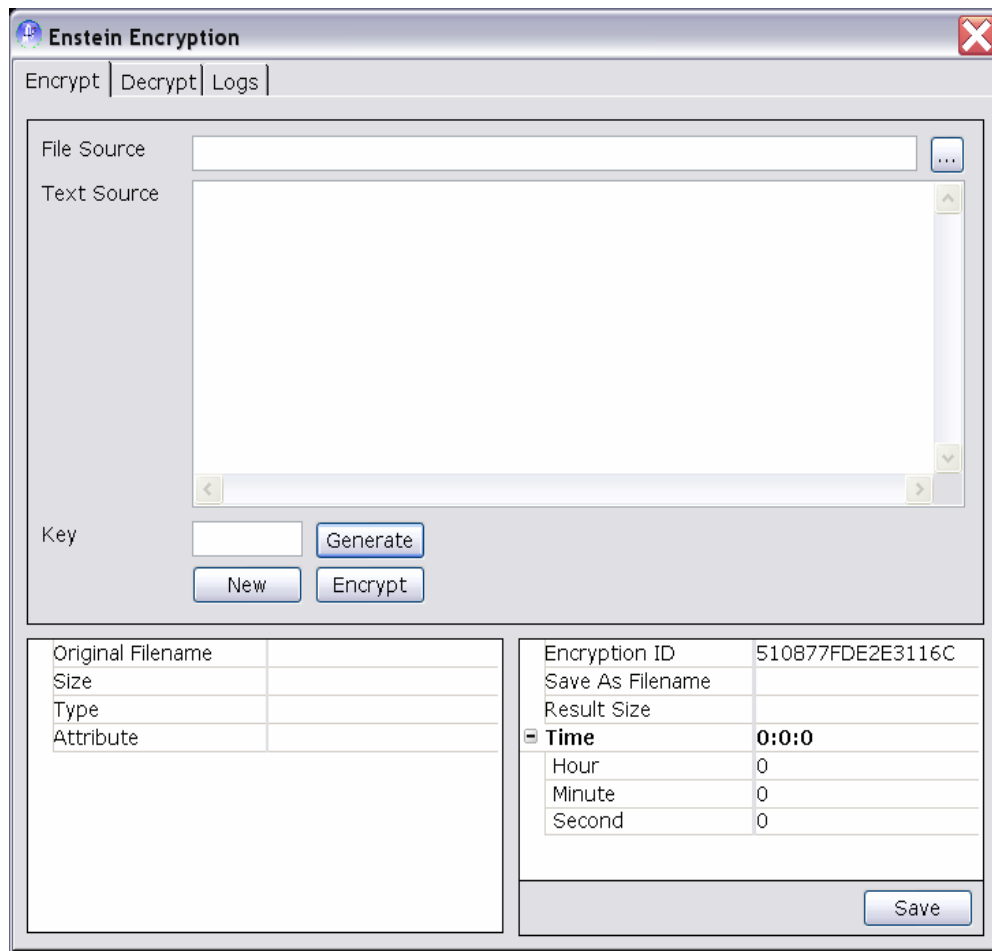 Enstein Encryption
Encrypt Decrypt Logs
File Source
...
Text Source
Key
Generate
New Encrypt
Original Filename
Size
Type
Attribute
Encryption ID 510877FDE2E3116C
Save As Filename
Result Size
Time 0:0:0
Hour 0
Minute 0
Second 0
Save